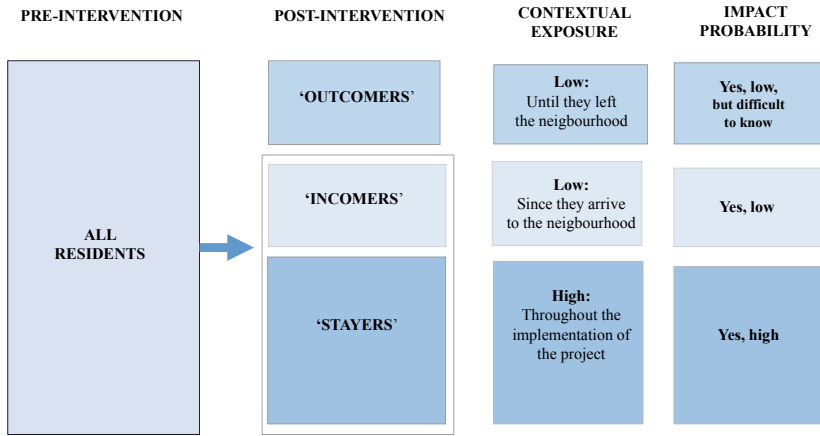 PRE-INTERVENTION
POST-INTERVENTION
CONTEXTUAL
EXPOSURE
IMPACT
PROBABILITY
ALL
RESIDENTS
‘OUTCOMERS’
Low:
Until they left
the neigbourhood
Yes, low,
but difficult
to know
‘INCOMERS’
Low:
Since they arrive
to the neigbourhood
Yes, low
‘STAYERS’
High:
Throughout the
implementation of
the project
Yes, high